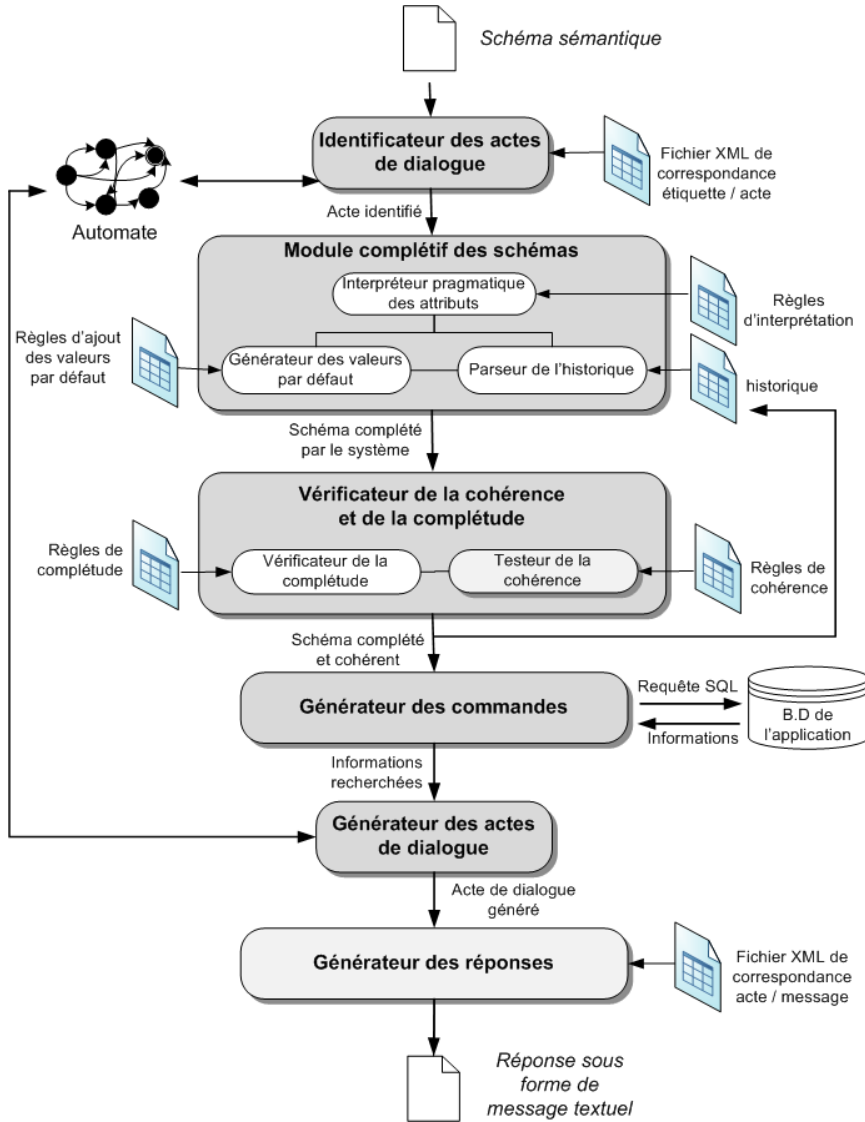 Schéma sémantique
Identificateur des actes
de dialogue
Fichier XML de
correspondance
étiquette / acte
Automate
Acte identifié
Module complétif des schémas
Interpréteur pragmatique
des attributs
Règles
d'interprétation
Règles d'ajout
des valeurs
par défaut
Générateur des valeurs
par défaut
Parseur de l'historique
historique
Schéma complété
par le système
Vérificateur de la cohérence
et de la complétude
Règles de
complétude
Vérificateur de la
complétude
Testeur de la
cohérence
Règles de
cohérence
Schéma complété
et cohérent
Générateur des commandes
Requête SQL
Informations
B.D de
l'application
Informations
recherchées
Générateur des actes
de dialogue
Acte de dialogue
généré
Générateur des réponses
Fichier XML de
correspondance
acte / message
Réponse sous
forme de
message textuel